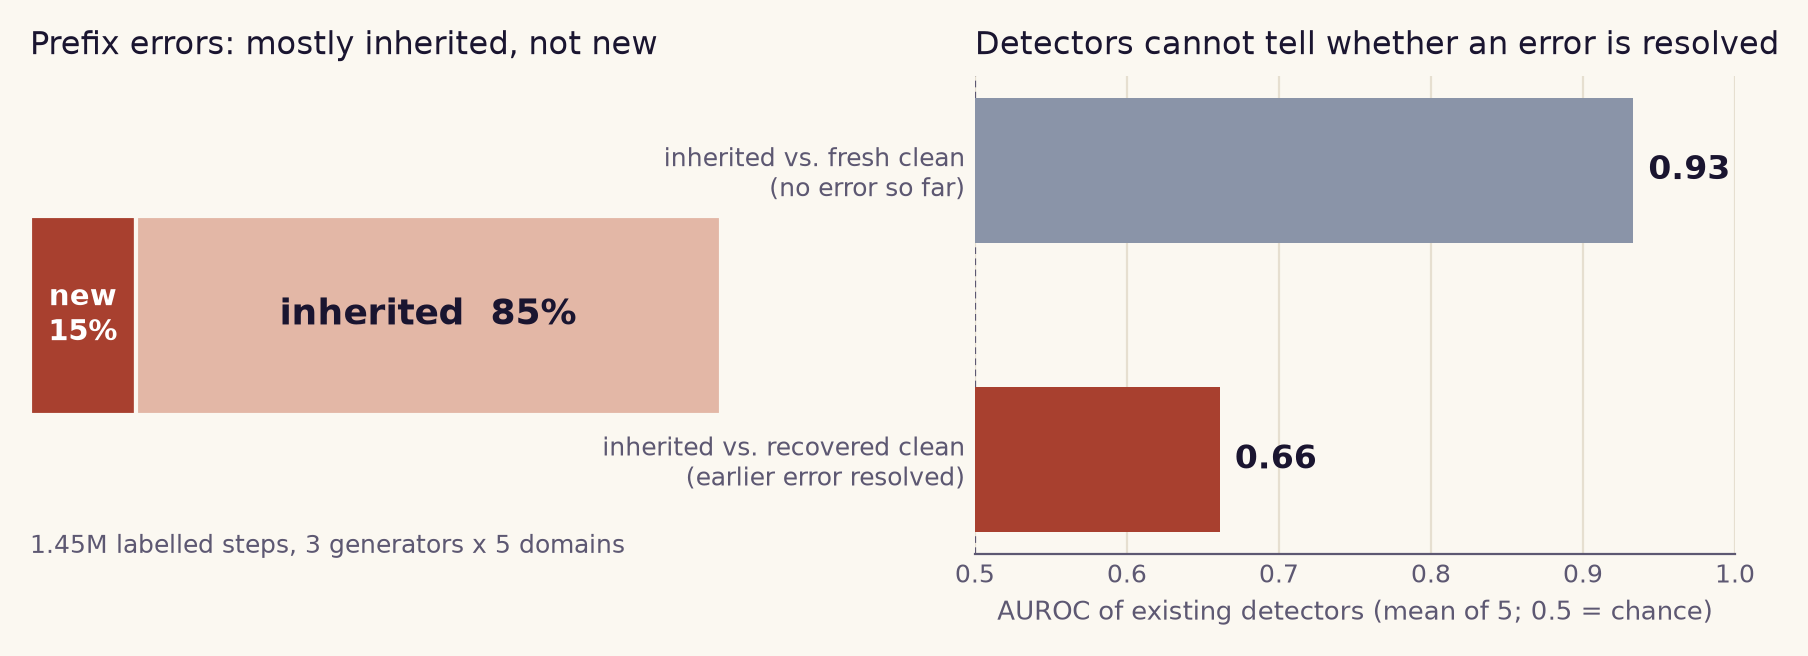 Prefix errors: mostly inherited, not new
new
15%
inherited 85%
1.45M labelled steps, 3 generators x 5 domains
Detectors cannot tell whether an error is resolved
inherited vs. fresh clean
(no error so far)
0.93
inherited vs. recovered clean
(earlier error resolved)
0.66
0.5 0.6 0.7 0.8 0.9 1.0
AUROC of existing detectors (mean of 5; 0.5 = chance)